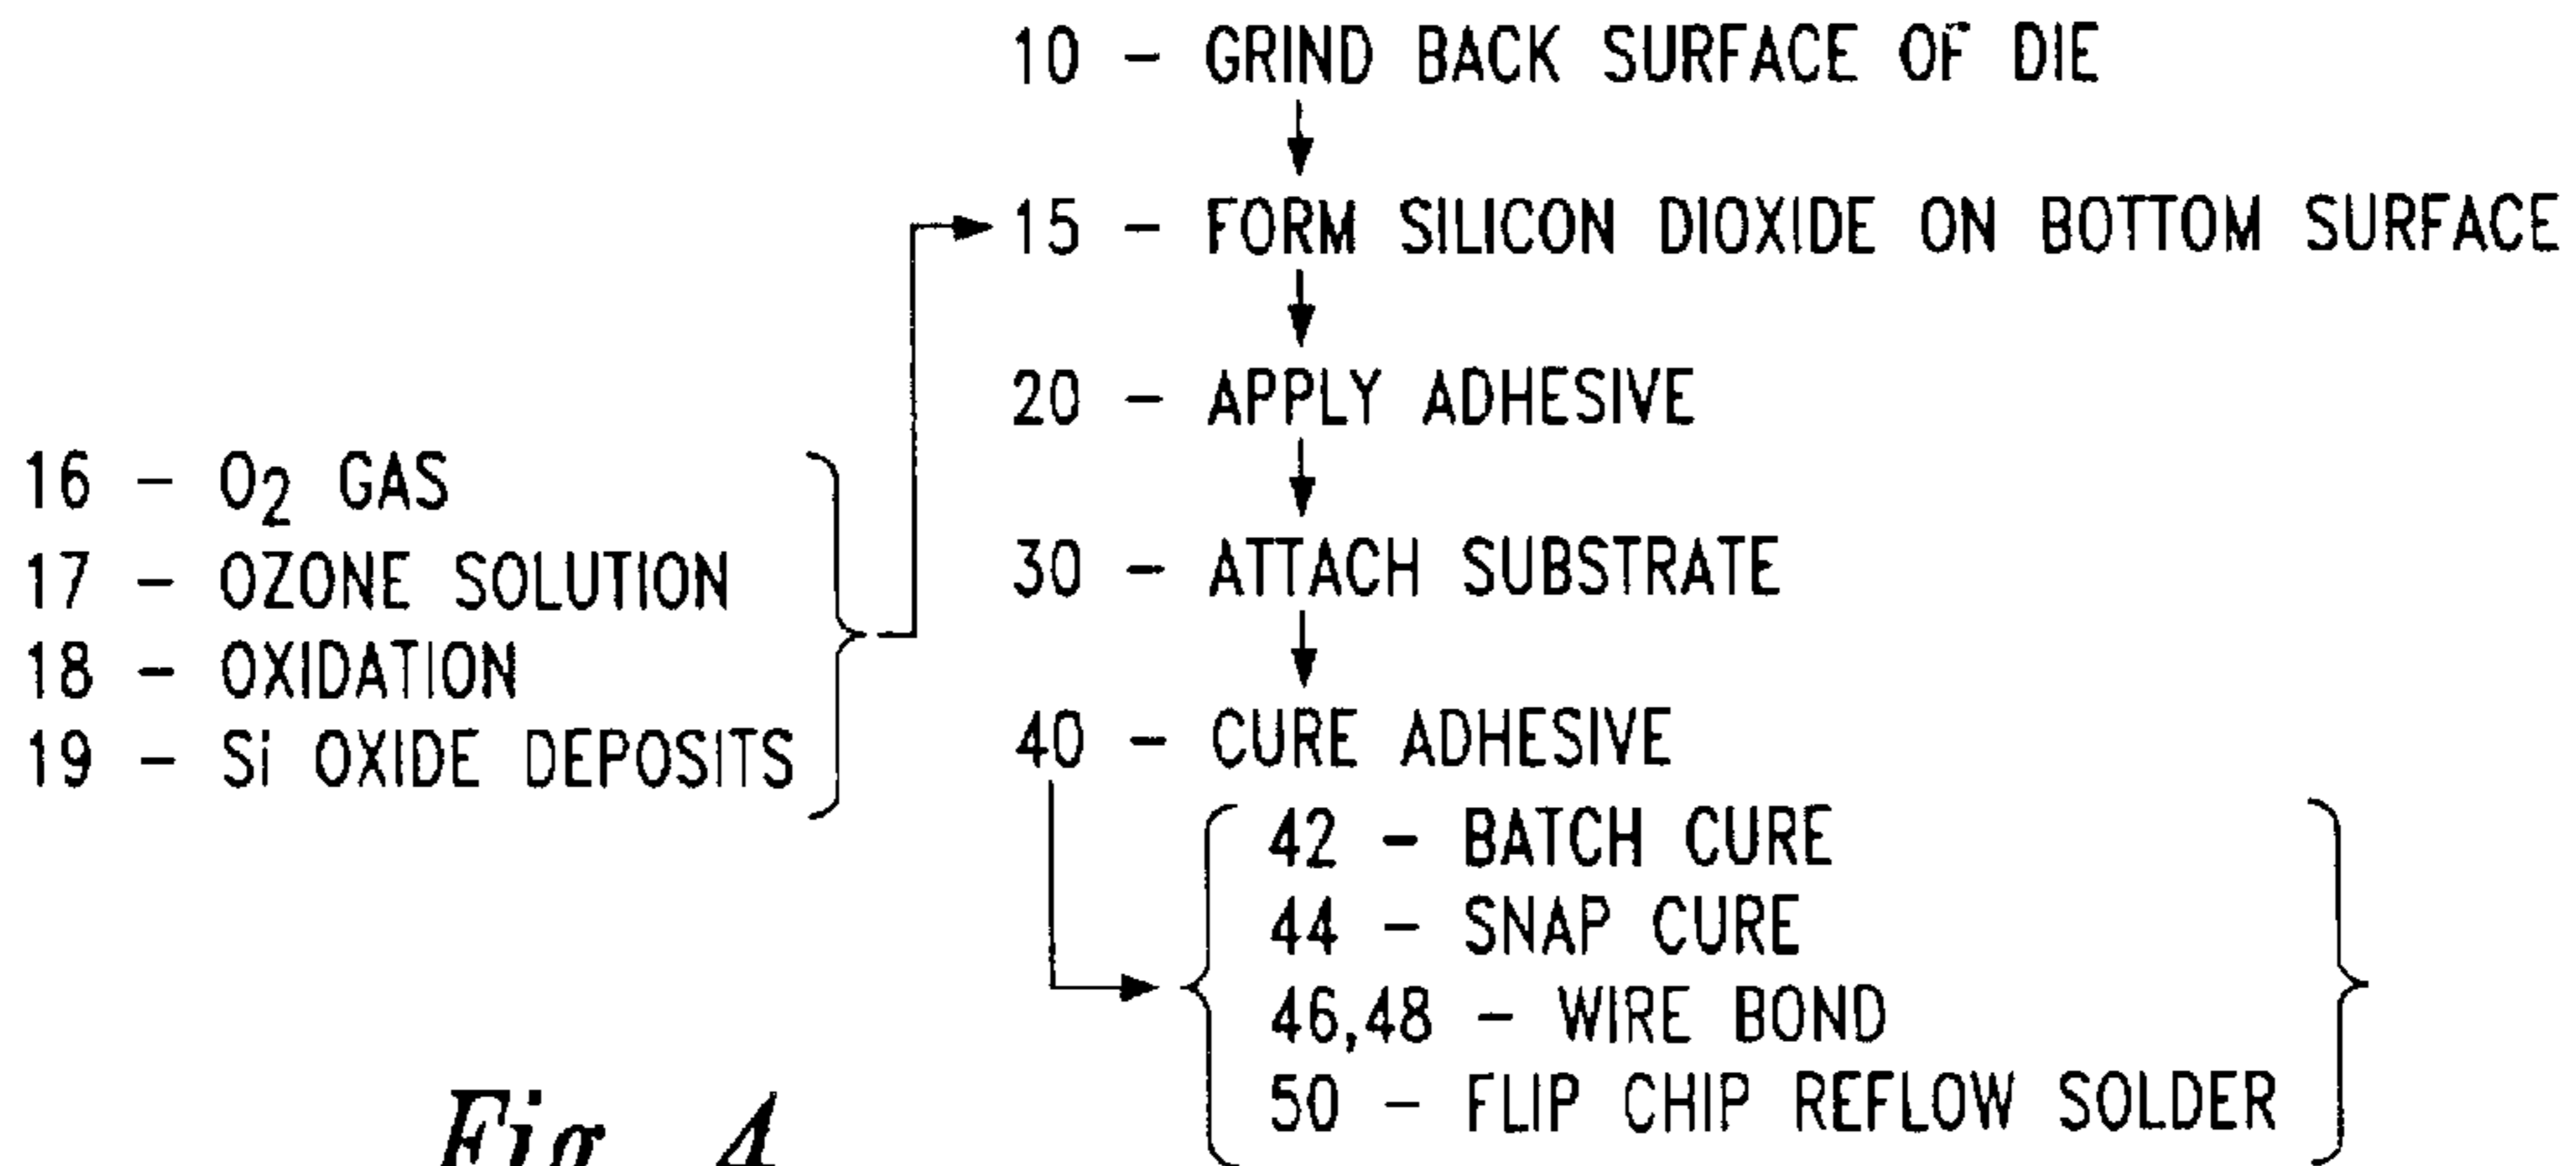 10 - GRIND BACK SURFACE OF DIE
15 - FORM SILICON DIOXIDE ON BOTTOM SURFACE
20 - APPLY ADHESIVE
30 - ATTACH SUBSTRATE
40 - CURE ADHESIVE
16 - O2 GAS
17 - OZONE SOLUTION
18 - OXIDATION
19 - Si OXIDE DEPOSITS
42 - BATCH CURE
44 - SNAP CURE
46,48 - WIRE BOND
50 - FLIP CHIP REFLOW SOLDER
Fig. 4